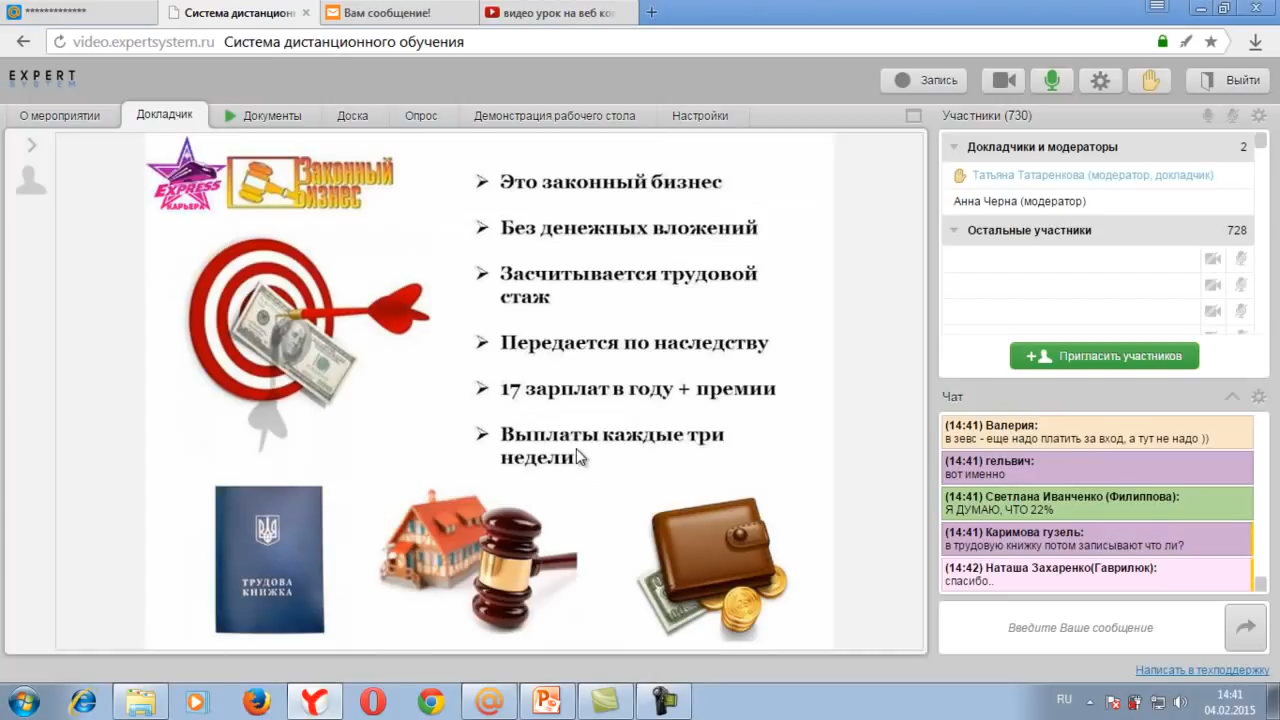 *************
Система дистанцион
Вам сообщение!
видео урок на веб ко
video.expertsystem.ru Система дистанционного обучения
EXPERT
SYSTEM
Запись
Выйти
О мероприятии
Докладчик
Документы
Доска
Опрос
Демонстрация рабочего стола
Настройки
EXPRESS
КАРЬЕРА
Законный
бизнес
Это законный бизнес
Без денежных вложений
Засчитывается трудовой
стаж
Передается по наследству
17 зарплат в году + премии
Выплаты каждые три
недели
ТРУДОВА
КНИЖКА
Участники (730)
Докладчики и модераторы 2
Татьяна Татаренкова (модератор, докладчик)
Анна Черна (модератор)
Остальные участники 728
Пригласить участников
Чат
(14:41) Валерия:
в зевс - еще надо платить за вход, а тут не надо ))
(14:41) гельвич:
вот именно
(14:41) Светлана Иванченко (Филиппова):
Я ДУМАЮ, ЧТО 22%
(14:41) Каримова гузель:
в трудовую книжку потом записывают что ли?
(14:42) Наташа Захаренко(Гаврилюк):
спасибо..
Введите Ваше сообщение
Написать в техподдержку
RU
14:41
04.02.2015